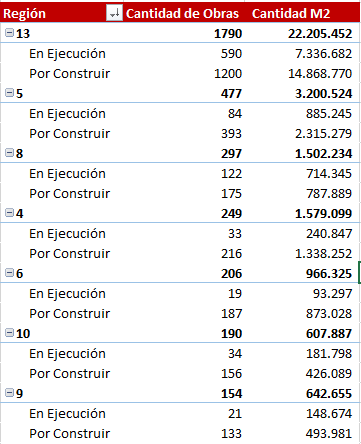 Región Cantidad de Obras Cantidad M2
13 1790 22.205.452
En Ejecución 590 7.336.682
Por Construir 1200 14.868.770
5 477 3.200.524
En Ejecución 84 885.245
Por Construir 393 2.315.279
8 297 1.502.234
En Ejecución 122 714.345
Por Construir 175 787.889
4 249 1.579.099
En Ejecución 33 240.847
Por Construir 216 1.338.252
6 206 966.325
En Ejecución 19 93.297
Por Construir 187 873.028
10 190 607.887
En Ejecución 34 181.798
Por Construir 156 426.089
9 154 642.655
En Ejecución 21 148.674
Por Construir 133 493.981